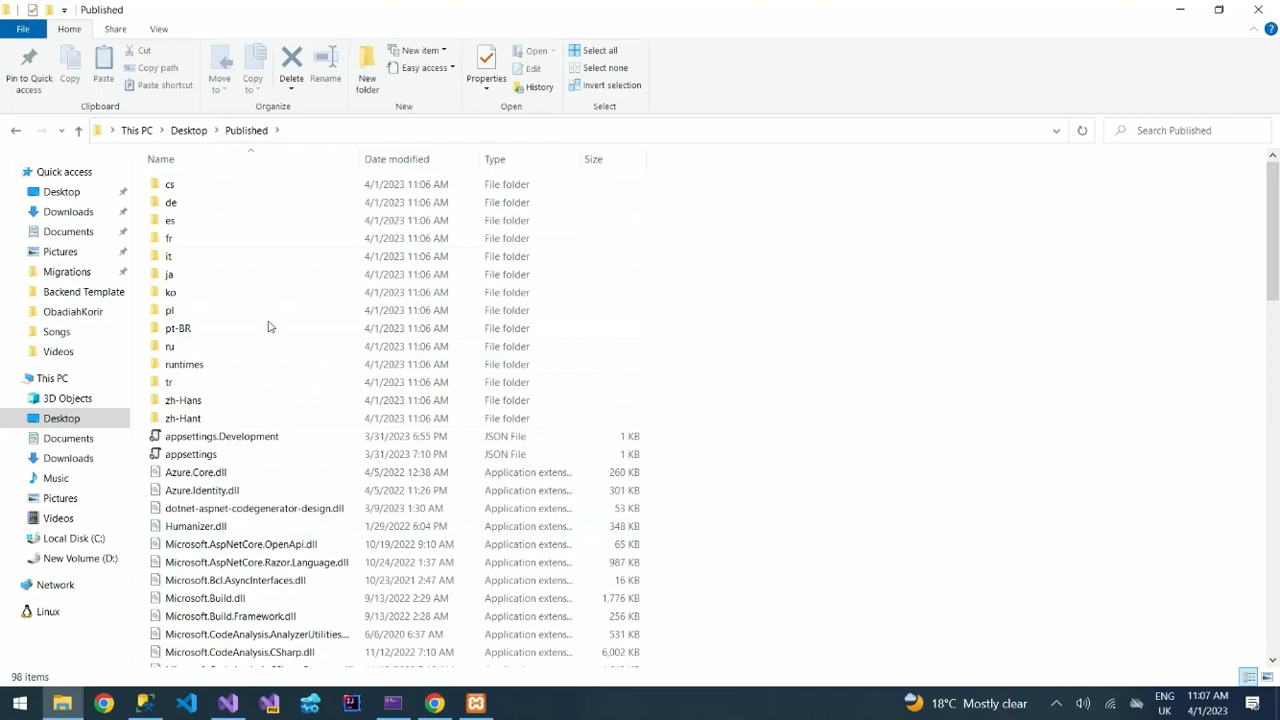 Published
File
Home
Share
View
Pin to Quick access
Copy
Paste
Cut
Copy path
Paste shortcut
Clipboard
Move to
Copy to
Delete
Rename
Organize
New folder
New item
Easy access
New
Properties
Open
Edit
History
Open
Select all
Select none
Invert selection
Select
This PC > Desktop > Published >
Search Published
Quick access
Desktop
Downloads
Documents
Pictures
Migrations
Backend Template
ObadiahKorir
Songs
Videos
This PC
3D Objects
Desktop
Documents
Downloads
Music
Pictures
Videos
Local Disk (C:)
New Volume (D:)
Network
Linux
Name Date modified Type Size
cs 4/1/2023 11:06 AM File folder
de 4/1/2023 11:06 AM File folder
es 4/1/2023 11:06 AM File folder
fr 4/1/2023 11:06 AM File folder
it 4/1/2023 11:06 AM File folder
ja 4/1/2023 11:06 AM File folder
ko 4/1/2023 11:06 AM File folder
pl 4/1/2023 11:06 AM File folder
pt-BR 4/1/2023 11:06 AM File folder
ru 4/1/2023 11:06 AM File folder
runtimes 4/1/2023 11:06 AM File folder
tr 4/1/2023 11:06 AM File folder
zh-Hans 4/1/2023 11:06 AM File folder
zh-Hant 4/1/2023 11:06 AM File folder
appsettings.Development 3/31/2023 6:55 PM JSON File 1 KB
appsettings 3/31/2023 7:10 PM JSON File 1 KB
Azure.Core.dll 4/5/2022 12:38 AM Application extens... 260 KB
Azure.Identity.dll 4/5/2022 11:26 PM Application extens... 301 KB
dotnet-aspnet-codegenerator-design.dll 3/9/2023 1:30 AM Application extens... 53 KB
Humanizer.dll 1/29/2022 6:04 PM Application extens... 348 KB
Microsoft.AspNetCore.OpenApi.dll 10/19/2022 9:10 AM Application extens... 65 KB
Microsoft.AspNetCore.Razor.Language.dll 10/24/2022 1:37 AM Application extens... 987 KB
Microsoft.Bcl.AsyncInterfaces.dll 10/23/2021 2:47 AM Application extens... 16 KB
Microsoft.Build.dll 9/13/2022 2:29 AM Application extens... 1,776 KB
Microsoft.Build.Framework.dll 9/13/2022 2:28 AM Application extens... 256 KB
Microsoft.CodeAnalysis.AnalyzerUtilities.... 6/6/2020 6:37 AM Application extens... 531 KB
Microsoft.CodeAnalysis.CSharp.dll 11/12/2022 7:10 AM Application extens... 6,002 KB
98 items
18°C Mostly clear
ENG
UK
11:07 AM
4/1/2023